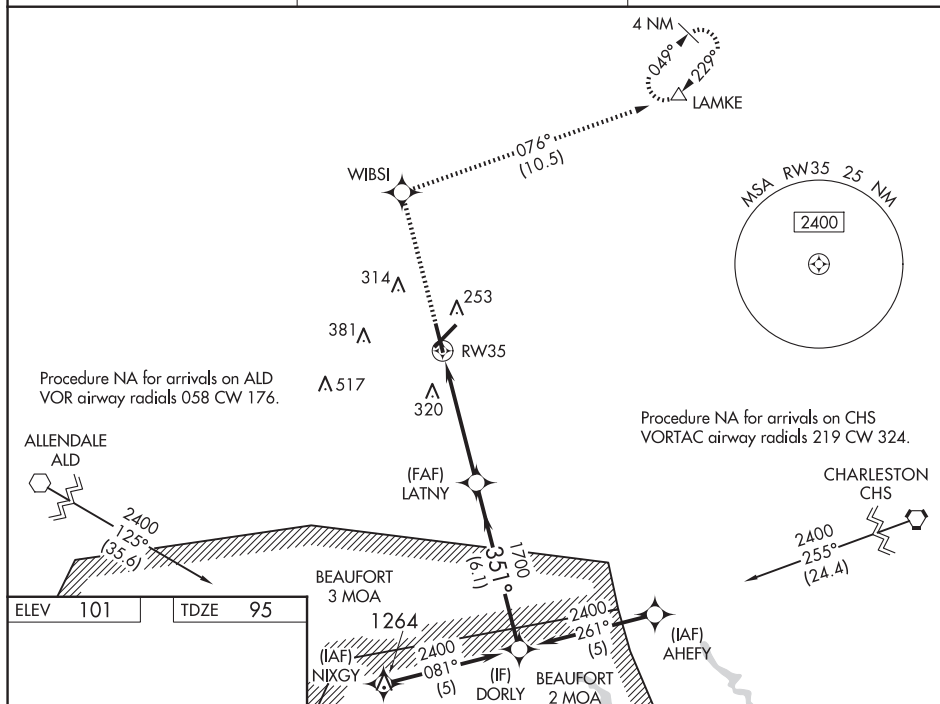 4 NM
049°
229°
LAMKE
076°
(10.5)
WIBSI
MSA RW35 25 NM
2400
314
253
381
RW35
517
320
Procedure NA for arrivals on ALD
VOR airway radials 058 CW 176.
Procedure NA for arrivals on CHS
VORTAC airway radials 219 CW 324.
ALLENDALE
ALD
(FAF)
LATNY
CHARLESTON
CHS
2400
125°
(35.6)
2400
255°
(24.4)
1700
351°
(6.1)
BEAUFORT
3 MOA
ELEV 101
TDZE 95
1264
2400
261°
(5)
(IAF)
AHEFY
(IAF)
NIXGY
2400
081°
(5)
(IF)
DORLY
BEAUFORT
2 MOA